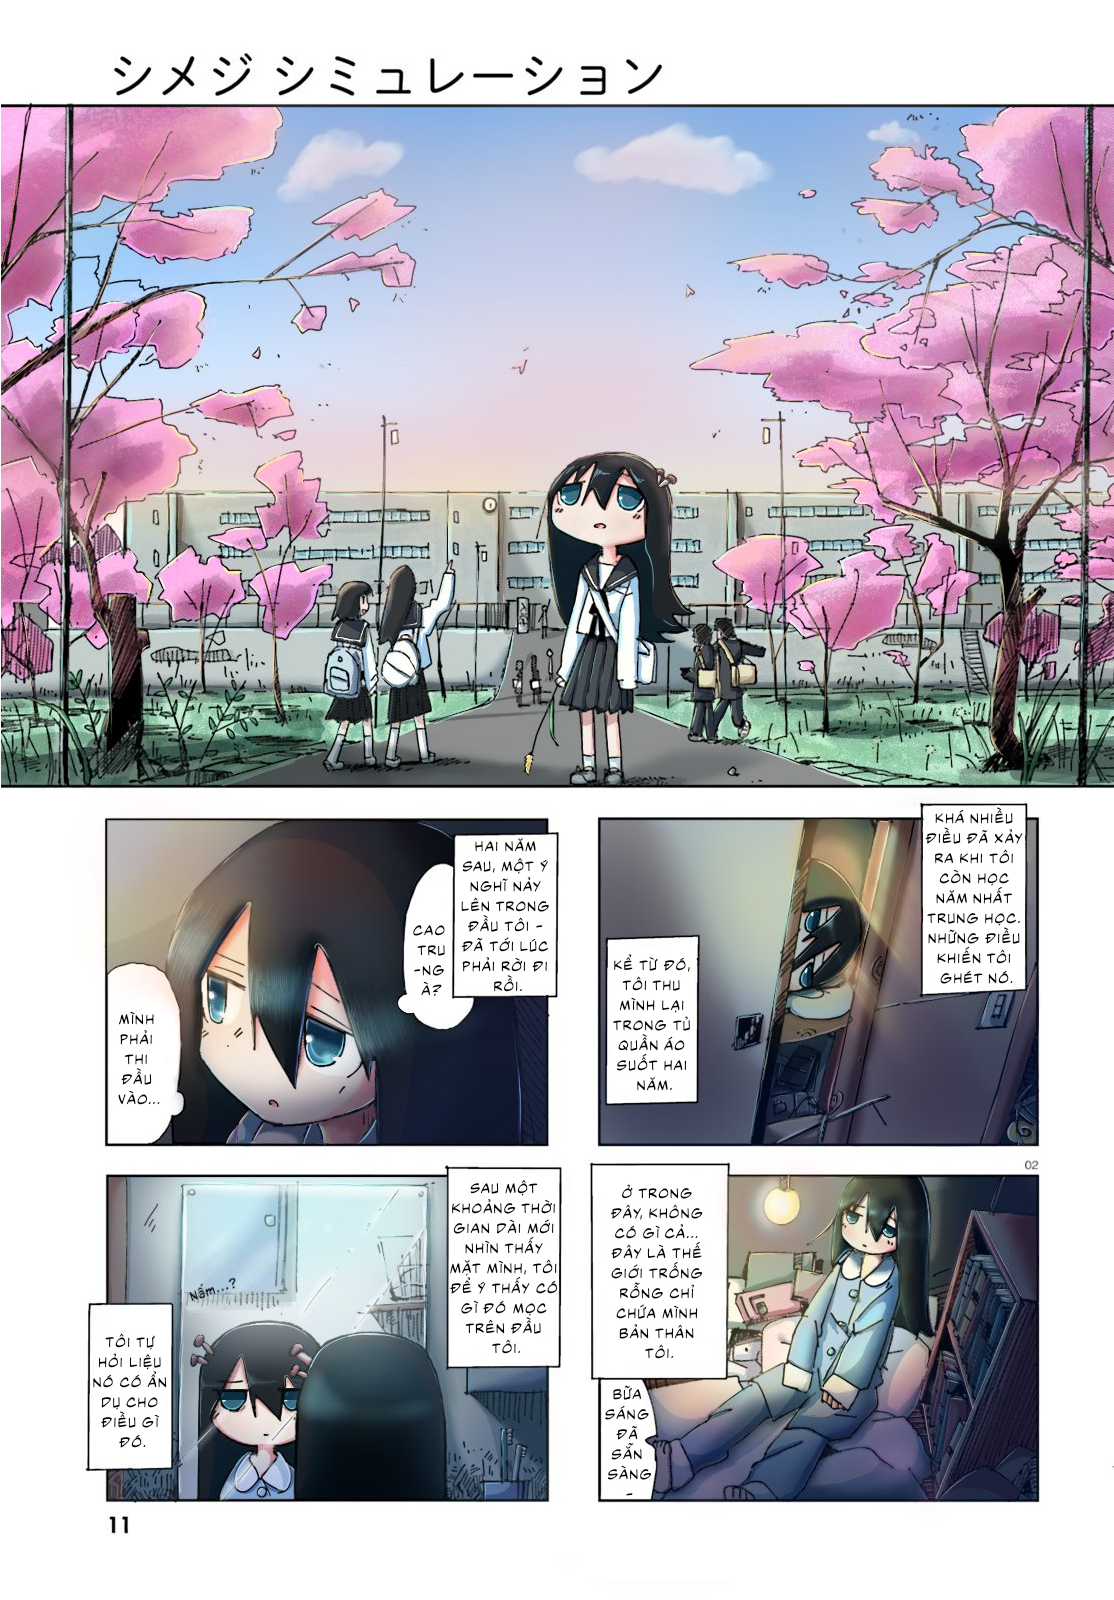 シメジ シミュレーション
KHÁ NHIỀU
ĐIỀU ĐÃ XẢY
RA KHI TÔI
CÒN HỌC
NĂM NHẤT
TRUNG HỌC.
NHỮNG ĐIỀU
KHIẾN TÔI
GHÉT NÓ.
KỂ TỪ ĐÓ,
TÔI THU
MÌNH LẠI
TRONG TỦ
QUẦN ÁO
SUỐT HAI
NĂM.
02
Ở TRONG
ĐÂY, KHÔNG
CÓ GÌ CẢ...
ĐÂY LÀ THẾ
GIỚI TRỐNG
RỖNG CHỈ
CHỨA MÌNH
BẢN THÂN
TÔI.
BỮA
SÁNG
ĐÃ
SẴN
SÀNG
-
HAI NĂM
SAU, MỘT Ý
NGHĨ NẢY
LÊN TRONG
ĐẦU TÔI -
ĐÃ TỚI LÚC
PHẢI RỜI ĐI
RỒI.
CAO
TRU
-NG
À?
MÌNH
PHẢI
THI
ĐẦU
VÀO...
SAU MỘT
KHOẢNG THỜI
GIAN DÀI MỚI
NHÌN THẤY
MẶT MÌNH, TÔI
ĐỂ Ý THẤY CÓ
GÌ ĐÓ MỌC
TRÊN ĐẦU
TÔI.
Nấm...?
TÔI TỰ
HỎI LIỆU
NÓ CÓ ẨN
DỤ CHO
ĐIỀU GÌ
ĐÓ.
11